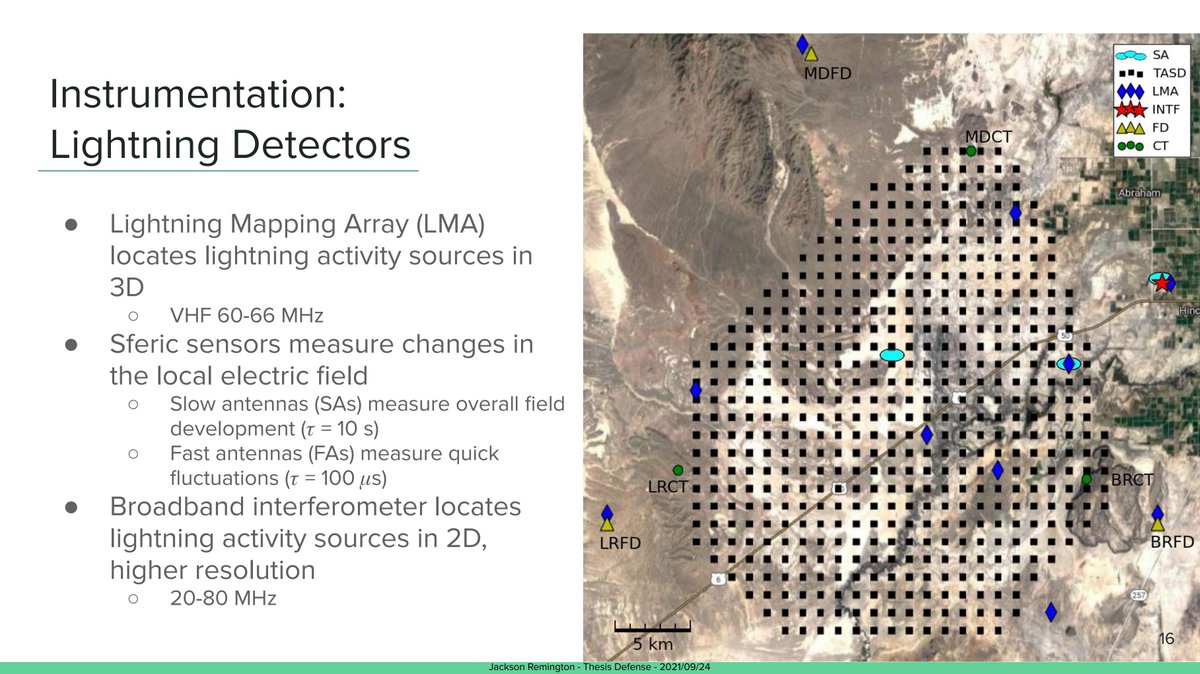 Instrumentation:
Lightning Detectors
● Lightning Mapping Array (LMA)
locates lightning activity sources in
3D
○ VHF 60-66 MHz
● Sferic sensors measure changes in
the local electric field
○ Slow antennas (SAs) measure overall field
development (𝜏 = 10 s)
○ Fast antennas (FAs) measure quick
fluctuations (𝜏 = 100 𝜇s)
● Broadband interferometer locates
lightning activity sources in 2D,
higher resolution
○ 20-80 MHz
SA
TASD
LMA
INTF
FD
CT
MDFD
MDCT
Abraham
Hinc
50
LRCT
BRCT
LRFD
BRFD
6
257
5 km
16
Jackson Remington - Thesis Defense - 2021/09/24